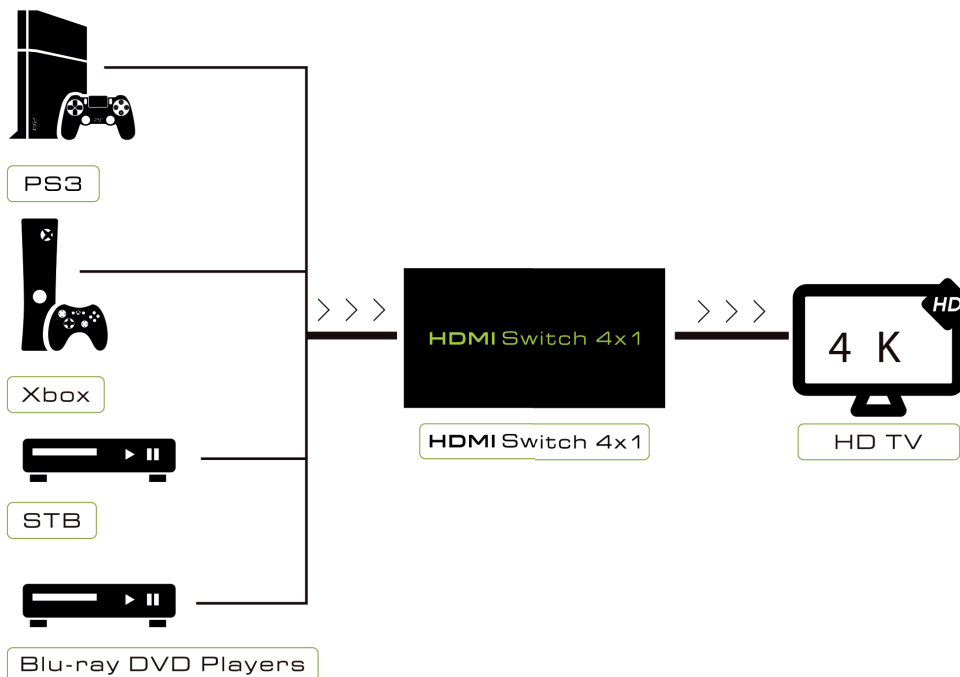 PS3
Xbox
STB
Blu-ray DVD Players
HDMI Switch 4x1
HDMI Switch 4x1
4 K
HD
HD TV